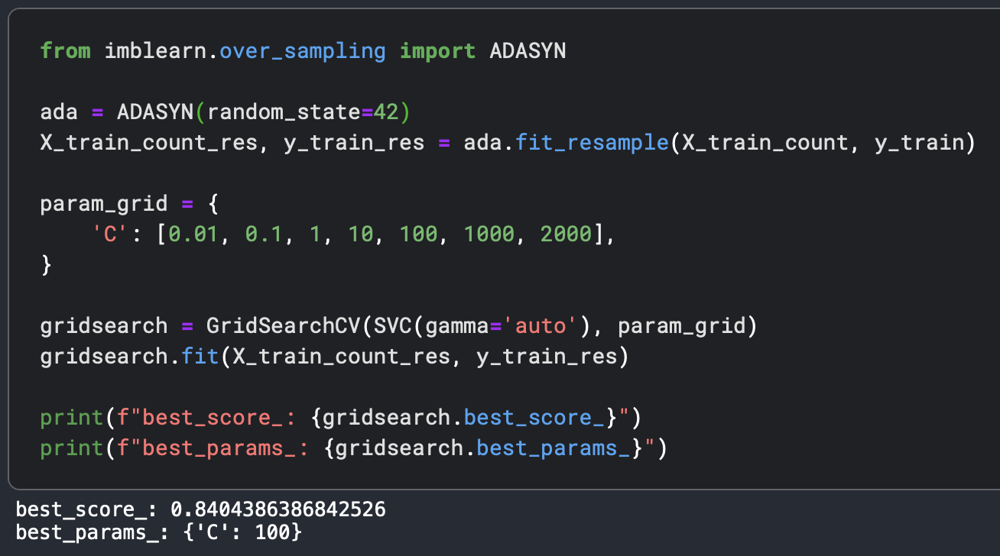 from imblearn.over_sampling import ADASYN
ada = ADASYN(random_state=42)
X_train_count_res, y_train_res = ada.fit_resample(X_train_count, y_train)
param_grid = {
    'C': [0.01, 0.1, 1, 10, 100, 1000, 2000],
}
gridsearch = GridSearchCV(SVC(gamma='auto'), param_grid)
gridsearch.fit(X_train_count_res, y_train_res)
print(f"best_score_: {gridsearch.best_score_}")
print(f"best_params_: {gridsearch.best_params_}")
best_score_: 0.8404386386842526
best_params_: {'C': 100}